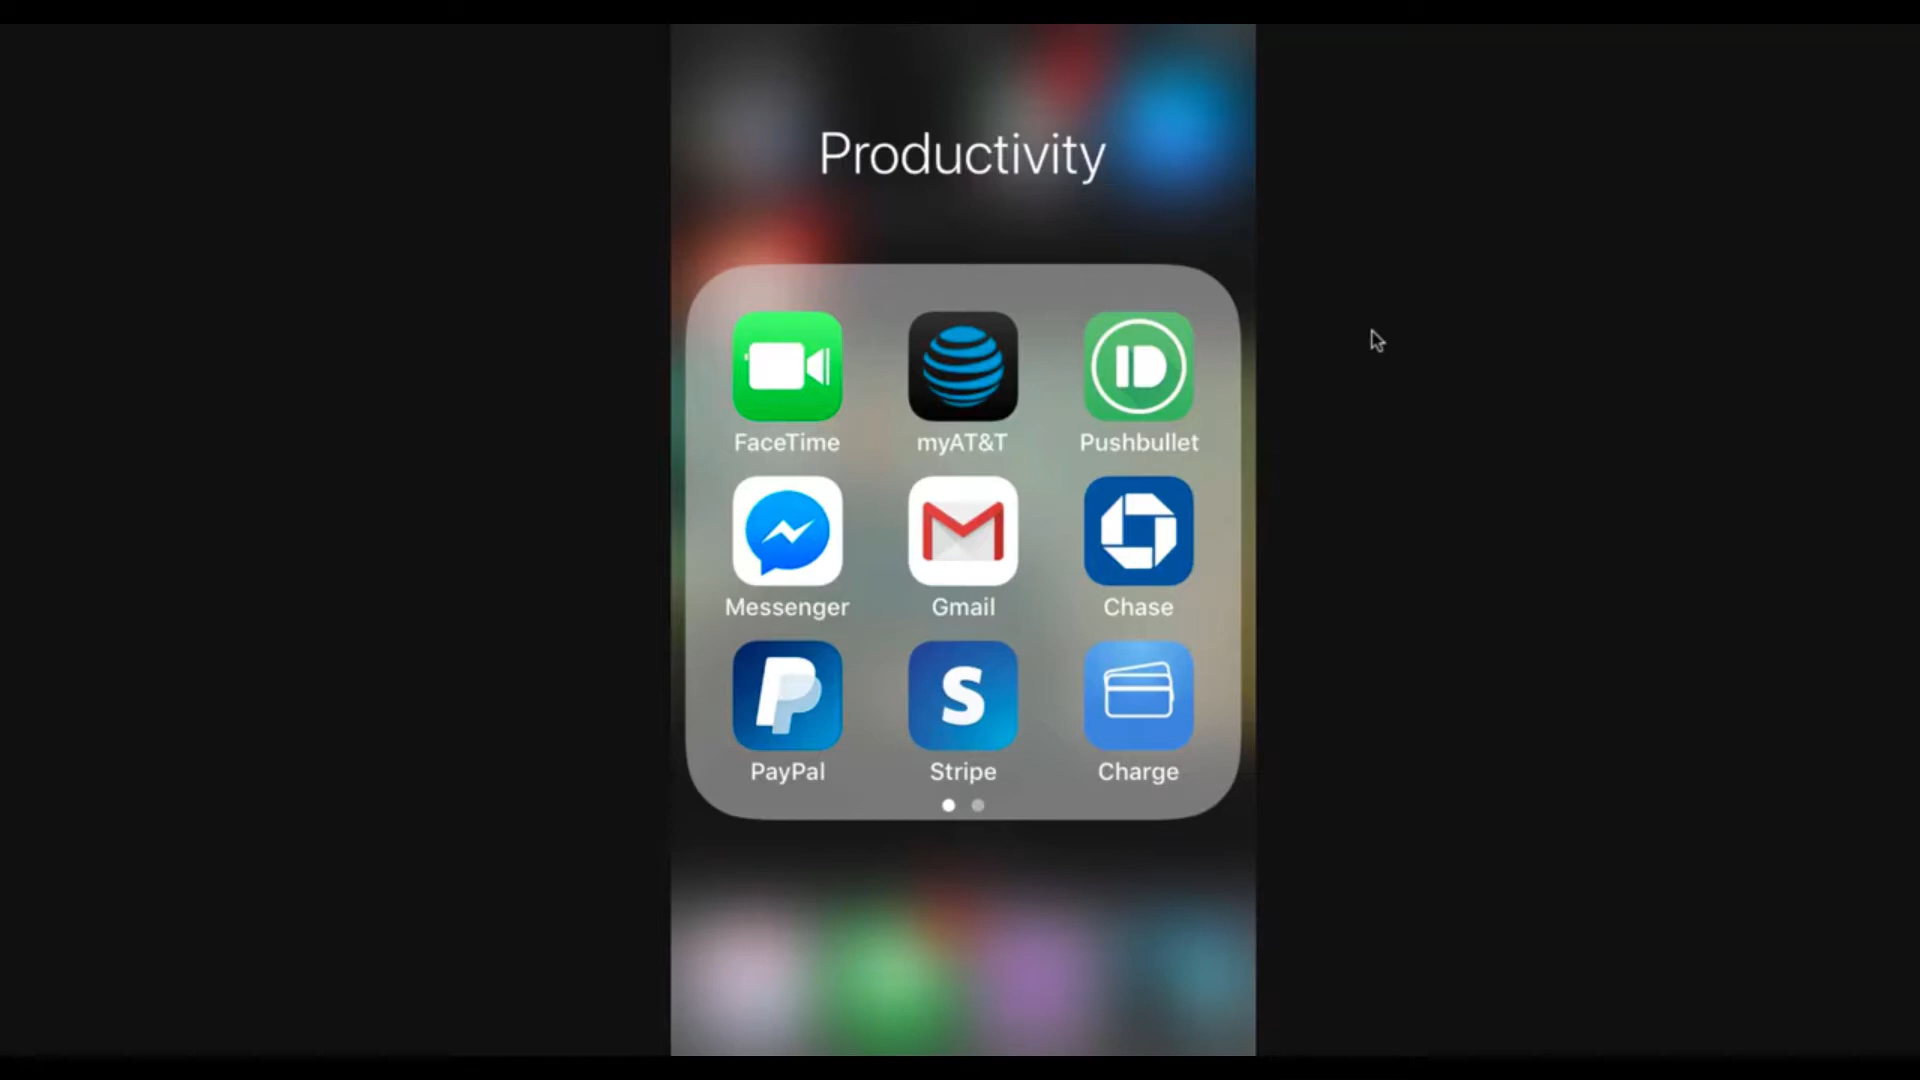 Productivity
FaceTime myAT&T Pushbullet
Messenger Gmail Chase
PayPal Stripe Charge